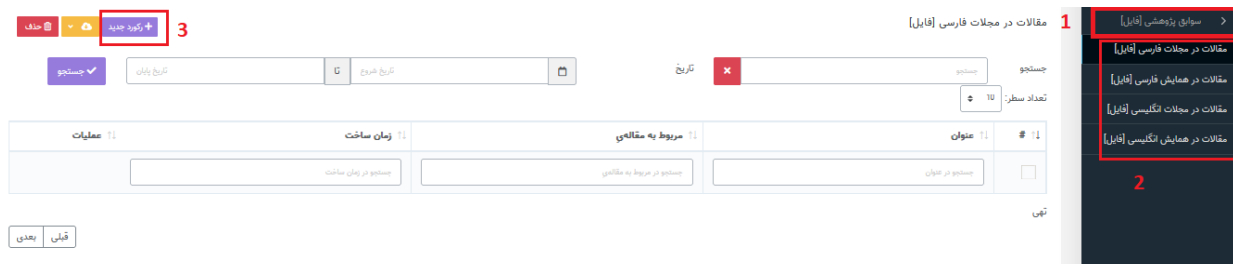 1
سوابق پژوهشی [فایل]
مقالات در مجلات فارسی [فایل]
مقالات در همایش فارسی [فایل]
مقالات در مجلات انگلیسی [فایل]
مقالات در همایش انگلیسی [فایل]
2
مقالات در مجلات فارسی [فایل]
3
+ رکورد جدید
حذف
جستجو جستجو تاریخ تاریخ شروع تا تاریخ پایان جستجو
تعداد سطر: 10
# عنوان مربوط به مقاله‌ی زمان ساخت عملیات
جستجو در عنوان جستجو در مربوط به مقاله‌ی جستجو در زمان ساخت
تهی
قبلی بعدی